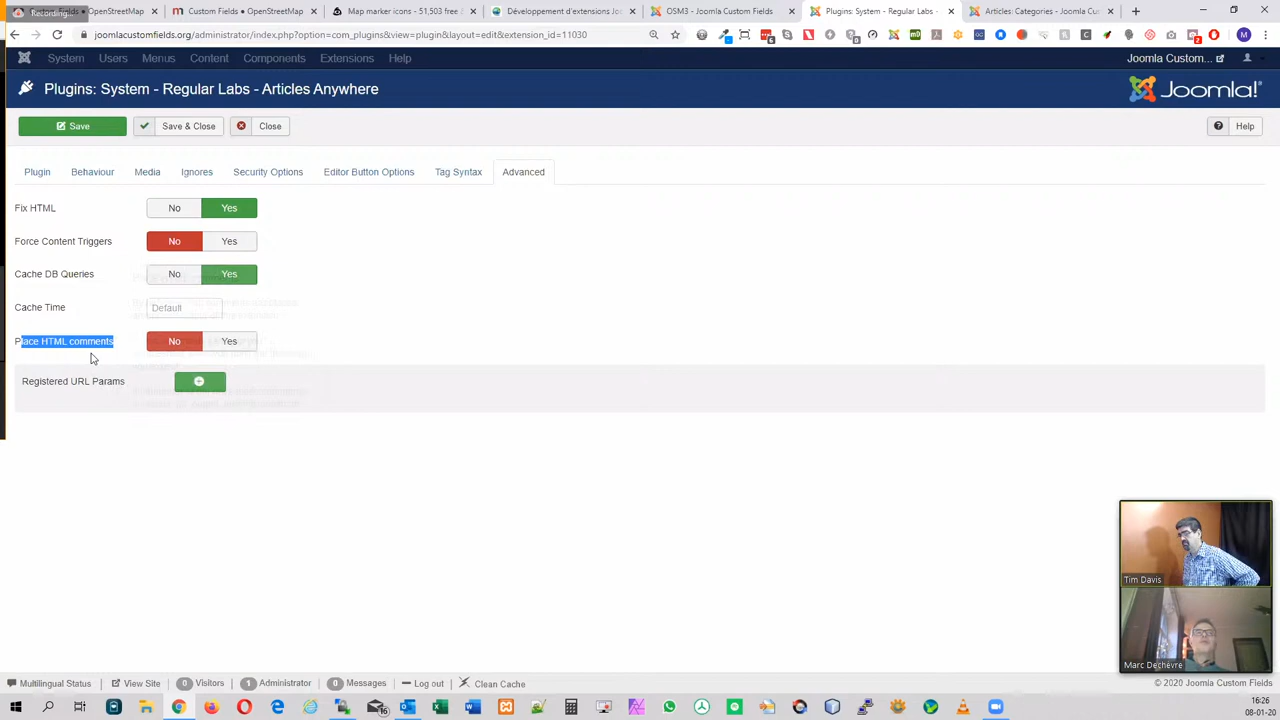 Recording...
Custom Fields ● OpenStreetMap
Custom Fields ● OpenStreetMap
Map marker icons - 51,503 free
Développement d'extensions Joo
OSM3 – Joomla Custom Fields
Plugins: System - Regular Labs -
Articles: Categories - Joomla Cu
joomlacustomfields.org/administrator/index.php?option=com_plugins&view=plugin&layout=edit&extension_id=11030
System Users Menus Content Components Extensions Help
Joomla Custom...
Plugins: System - Regular Labs - Articles Anywhere
Joomla!
Save
Save & Close
Close
Help
Plugin Behaviour Media Ignores Security Options Editor Button Options Tag Syntax Advanced
Fix HTML No Yes
Force Content Triggers No Yes
Cache DB Queries No Yes
Cache Time Default
Place HTML comments No Yes
Registered URL Params
Tim Davis
Marc Dechèvre
Multilingual Status View Site 0 Visitors 1 Administrator 0 Messages Log out Clean Cache
© 2020 Joomla Custom Fields
16:26
08-01-20